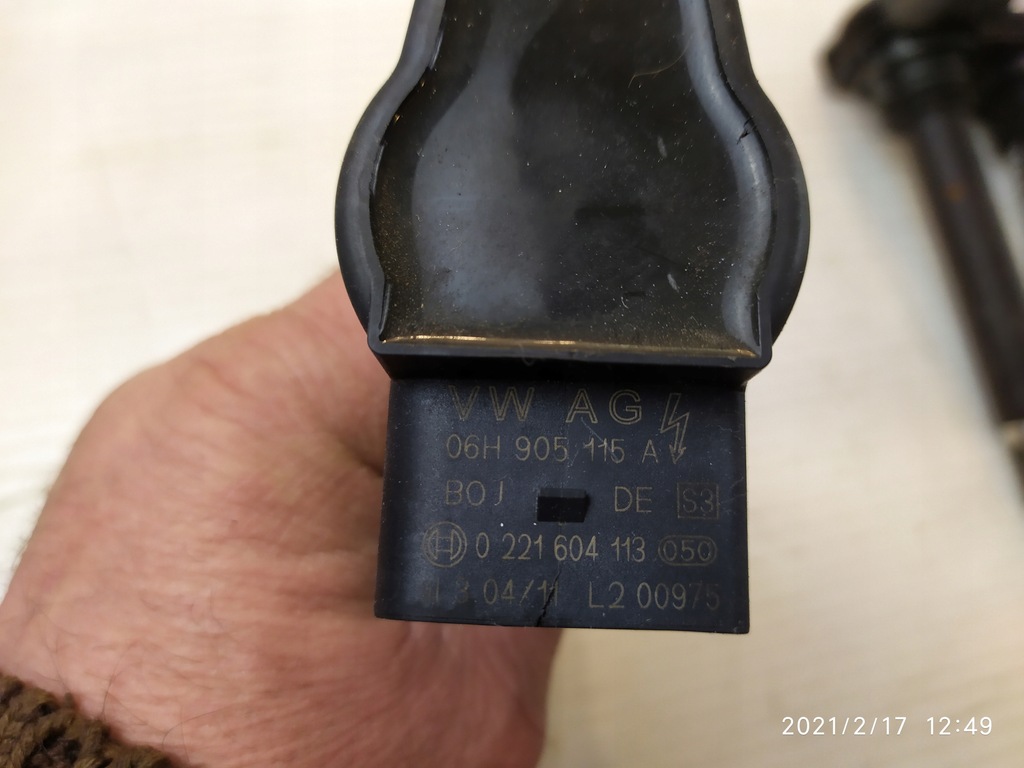 VW AG
06H 905 115 A
BOJ DE S3
0 221 604 113 050
3 04/11 L2 00975
2021/2/17 12:49